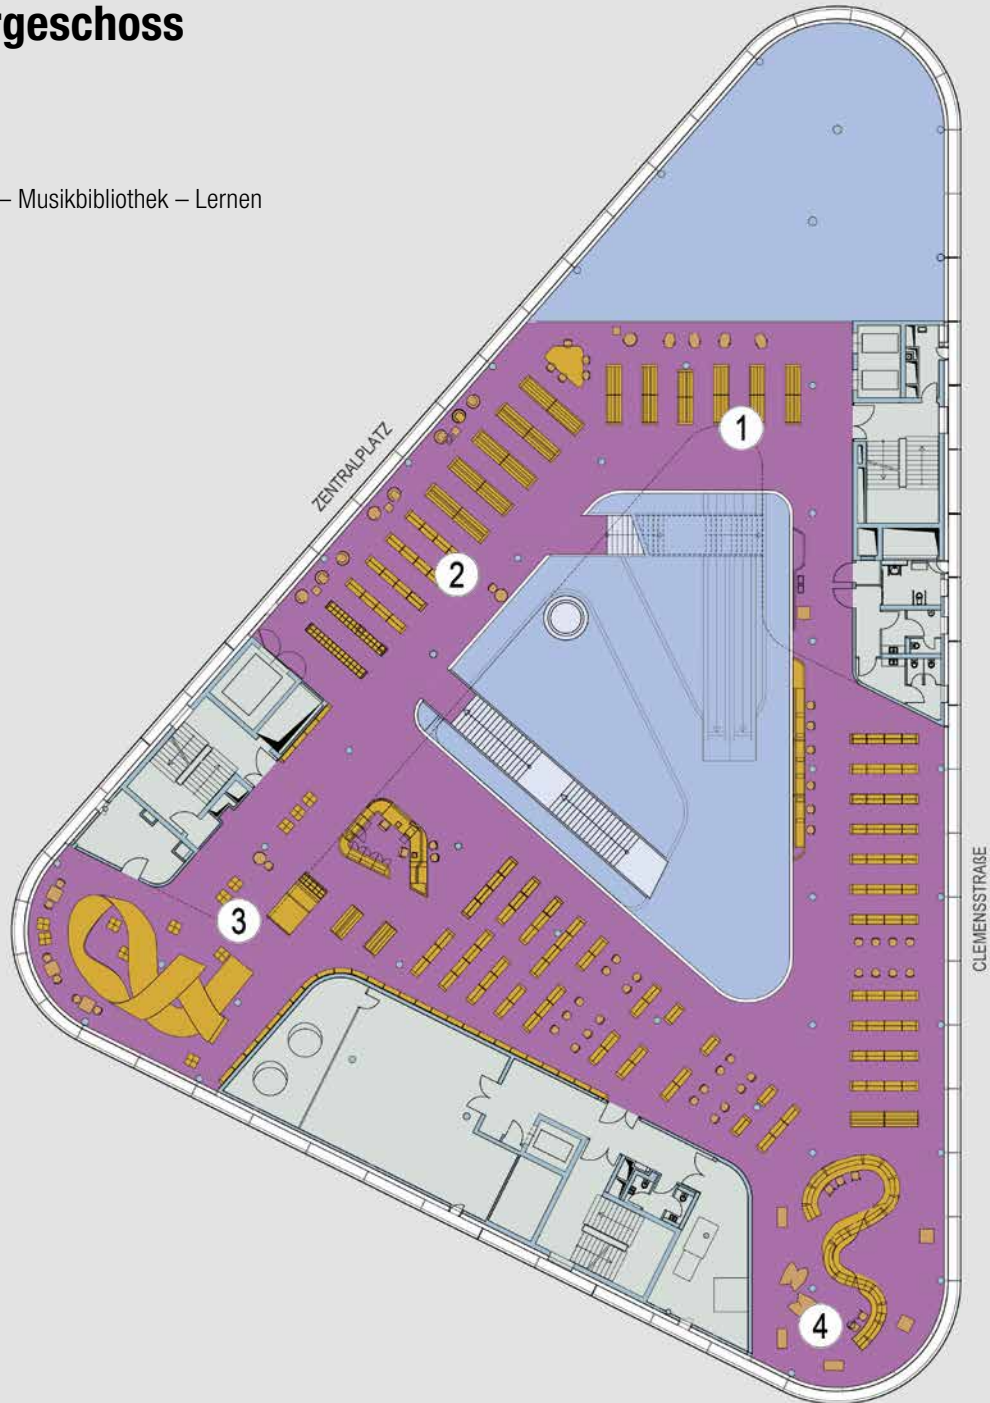 rgeschoss
– Musikbibliothek – Lernen
ZENTRALPLATZ
1
2
CLEMENSSTRAßE
3
4